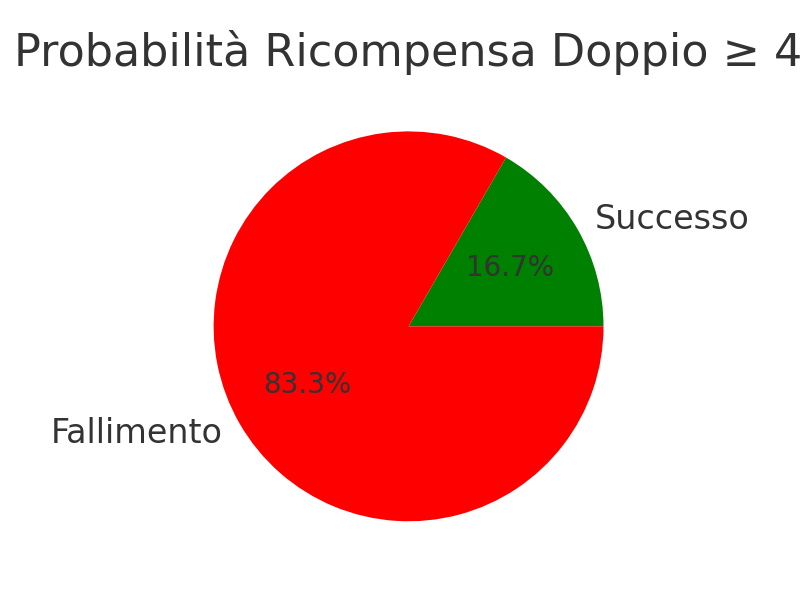 Probabilità Ricompensa Doppio ≥ 4
Successo
16.7%
83.3%
Fallimento